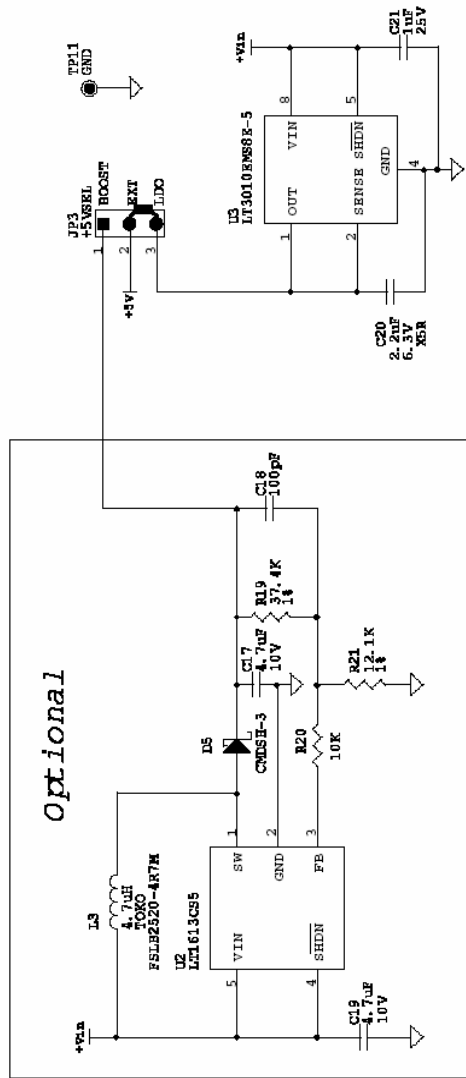 Optional
+Vin
L3
4.7uH
TOKO
FSLB2520-4R7M
U2
LT1613CS5
5
VIN
SW
1
GND
2
4
SHDN
FB
3
C19
4.7uF
10V
D5
CMDSH-3
C17
4.7uF
10V
R19
37.4K
1%
C18
100pF
R20
10K
R21
12.1K
1%
JP3
+5VSEL
1
BOOST
2
EXT
3
LDO
+5V
TP11
GND
U3
LT3010EMS8E-5
1
OUT
VIN
8
2
SENSE
SHDN
5
GND
4
+Vin
C20
2.2uF
6.3V
X5R
C21
1uF
25V